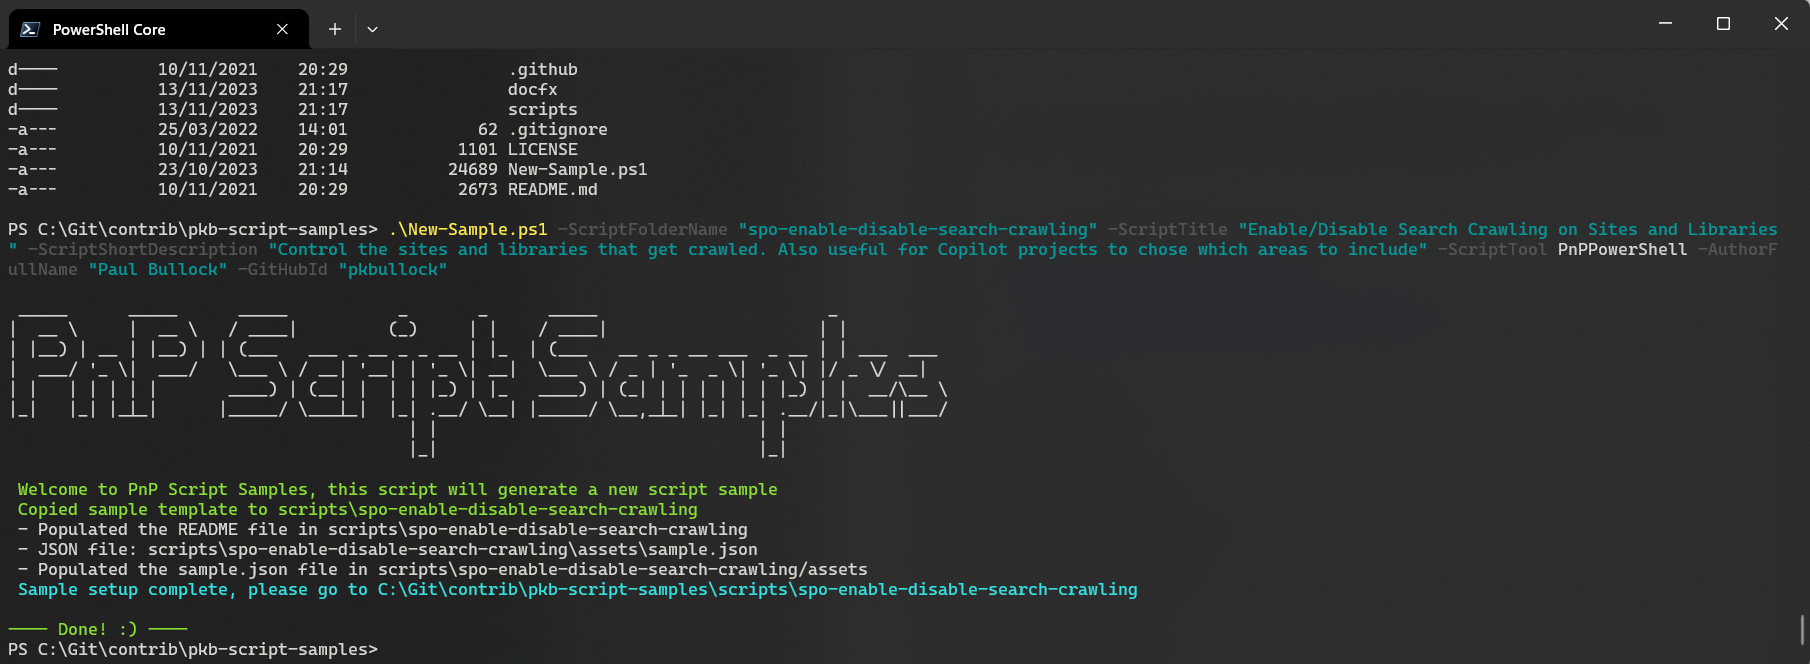 PowerShell Core
d---- 10/11/2021 20:29 .github
d---- 13/11/2023 21:17 docfx
d---- 13/11/2023 21:17 scripts
-a--- 25/03/2022 14:01 62 .gitignore
-a--- 10/11/2021 20:29 1101 LICENSE
-a--- 23/10/2023 21:14 24689 New-Sample.ps1
-a--- 10/11/2021 20:29 2673 README.md
PS C:\Git\contrib\pkb-script-samples> .\New-Sample.ps1 -ScriptFolderName "spo-enable-disable-search-crawling" -ScriptTitle "Enable/Disable Search Crawling on Sites and Libraries
" -ScriptShortDescription "Control the sites and libraries that get crawled. Also useful for Copilot projects to chose which areas to include" -ScriptTool PnPPowerShell -AuthorF
ullName "Paul Bullock" -GitHubId "pkbullock"
PnP Script Samples
Welcome to PnP Script Samples, this script will generate a new script sample
Copied sample template to scripts\spo-enable-disable-search-crawling
- Populated the README file in scripts\spo-enable-disable-search-crawling
- JSON file: scripts\spo-enable-disable-search-crawling\assets\sample.json
- Populated the sample.json file in scripts\spo-enable-disable-search-crawling/assets
Sample setup complete, please go to C:\Git\contrib\pkb-script-samples\scripts\spo-enable-disable-search-crawling
---- Done! :) ----
PS C:\Git\contrib\pkb-script-samples>